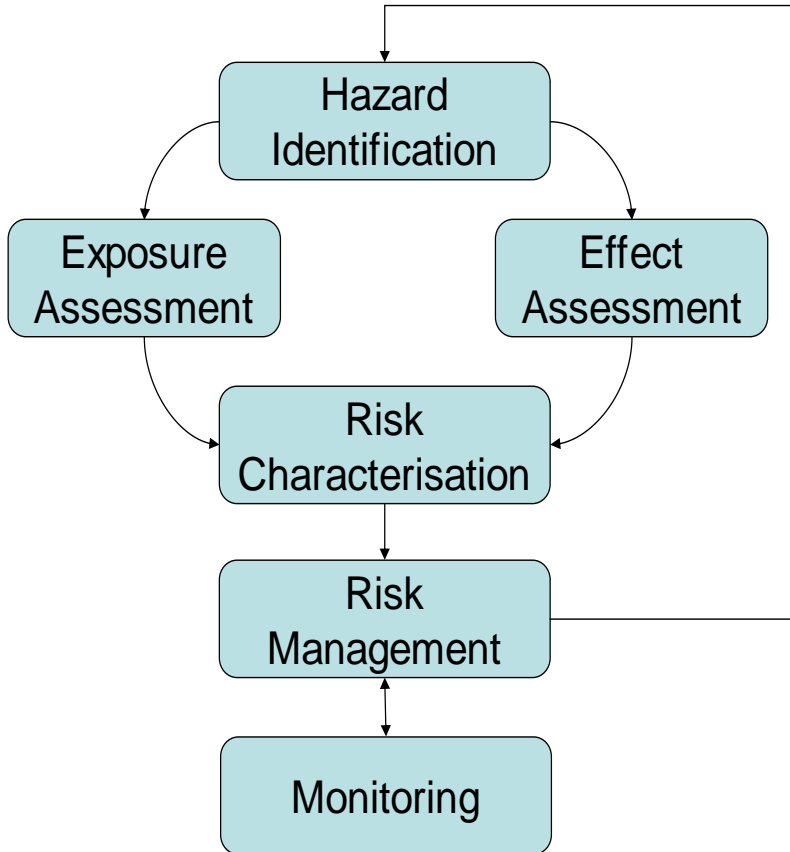 Hazard
Identification
Exposure
Assessment
Effect
Assessment
Risk
Characterisation
Risk
Management
Monitoring